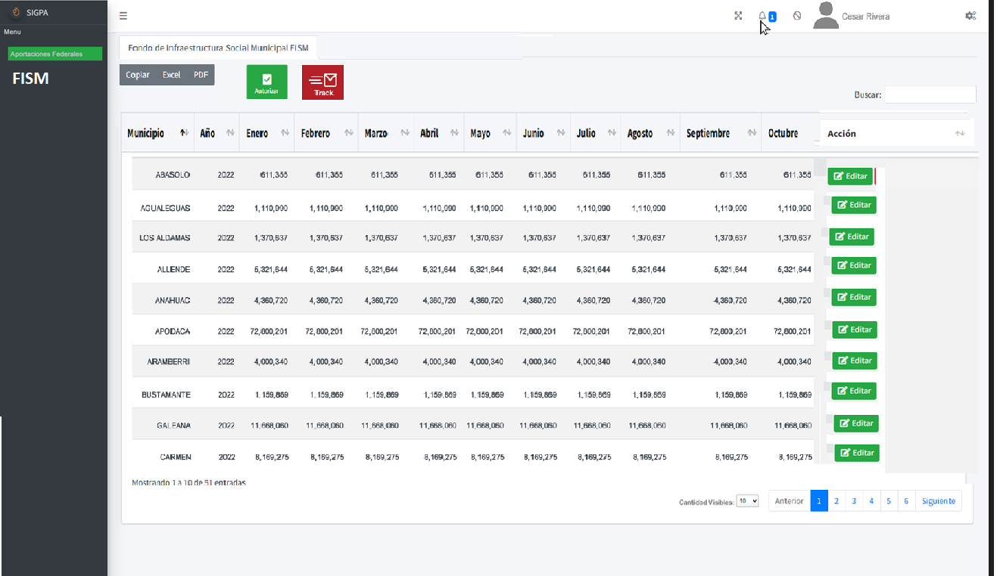 SIGPA
1
Cesar Rivera
Menu
Aportaciones Federales
FISM
Fondo de Infraestructura Social Municipal FISM
Copiar Excel PDF
Autorizar
Track
Buscar:
Municipio Año Enero Febrero Marzo Abril Mayo Junio Julio Agosto Septiembre Octubre Acción
ABASOLO 2022 611,355 611,355 611,355 611,355 611,355 611,355 611,355 611,355 611,355 611,355 Editar
AGUALEGUAS 2022 1,110,990 1,110,990 1,110,990 1,110,990 1,110,990 1,110,990 1,110,990 1,110,990 1,110,990 1,110,990 Editar
LOS ALDAMAS 2022 1,370,637 1,370,637 1,370,637 1,370,637 1,370,637 1,370,637 1,370,637 1,370,637 1,370,637 1,370,637 Editar
ALLENDE 2022 5,321,644 5,321,644 5,321,644 5,321,644 5,321,644 5,321,644 5,321,644 5,321,644 5,321,644 5,321,644 Editar
ANAHUAC 2022 4,360,720 4,360,720 4,360,720 4,360,720 4,360,720 4,360,720 4,360,720 4,360,720 4,360,720 4,360,720 Editar
APODACA 2022 72,800,201 72,800,201 72,800,201 72,800,201 72,800,201 72,800,201 72,800,201 72,800,201 72,800,201 72,800,201 Editar
ARAMBERRI 2022 4,000,340 4,000,340 4,000,340 4,000,340 4,000,340 4,000,340 4,000,340 4,000,340 4,000,340 4,000,340 Editar
BUSTAMANTE 2022 1,159,869 1,159,869 1,159,869 1,159,869 1,159,869 1,159,869 1,159,869 1,159,869 1,159,869 1,159,869 Editar
GALEANA 2022 11,668,060 11,668,060 11,668,060 11,668,060 11,668,060 11,668,060 11,668,060 11,668,060 11,668,060 11,668,060 Editar
CARMEN 2022 8,169,275 8,169,275 8,169,275 8,169,275 8,169,275 8,169,275 8,169,275 8,169,275 8,169,275 8,169,275 Editar
Mostrando 1 a 10 de 51 entradas
Cantidad Visibles: 10 Anterior 1 2 3 4 5 6 Siguiente